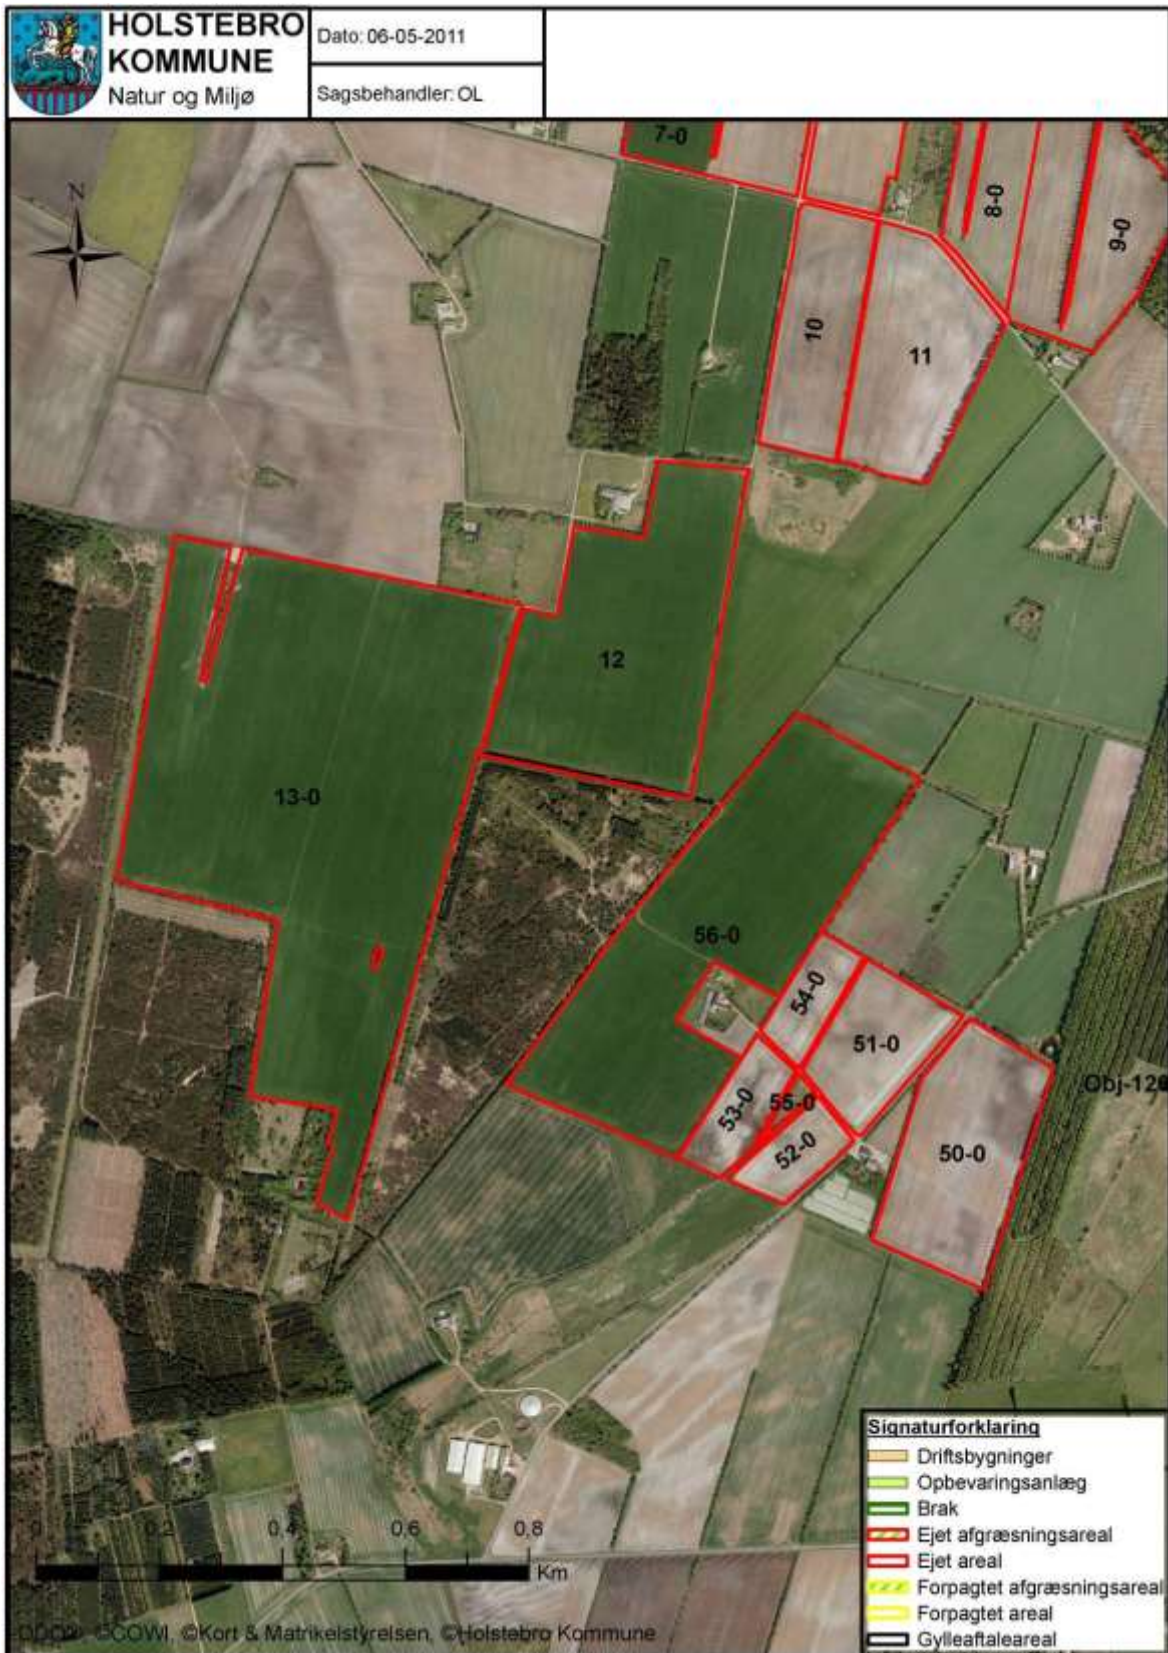 HOLSTEBRO
KOMMUNE
Natur og Miljø
Dato: 06-05-2011
Sagsbehandler: OL
N
7-0
8-0
9-0
10
11
12
13-0
56-0
54-0
51-0
53-0
55-0
52-0
50-0
Obj-126
Signaturforklaring
Driftsbygninger
Opbevaringsanlæg
Brak
Ejet afgræsningsareal
Ejet areal
Forpagtet afgræsningsareal
Forpagtet areal
Gylleaftaleareal
0 0,2 0,4 0,6 0,8
Km
©COWI, ©Kort & Matrikelstyrelsen, ©Holstebro Kommune